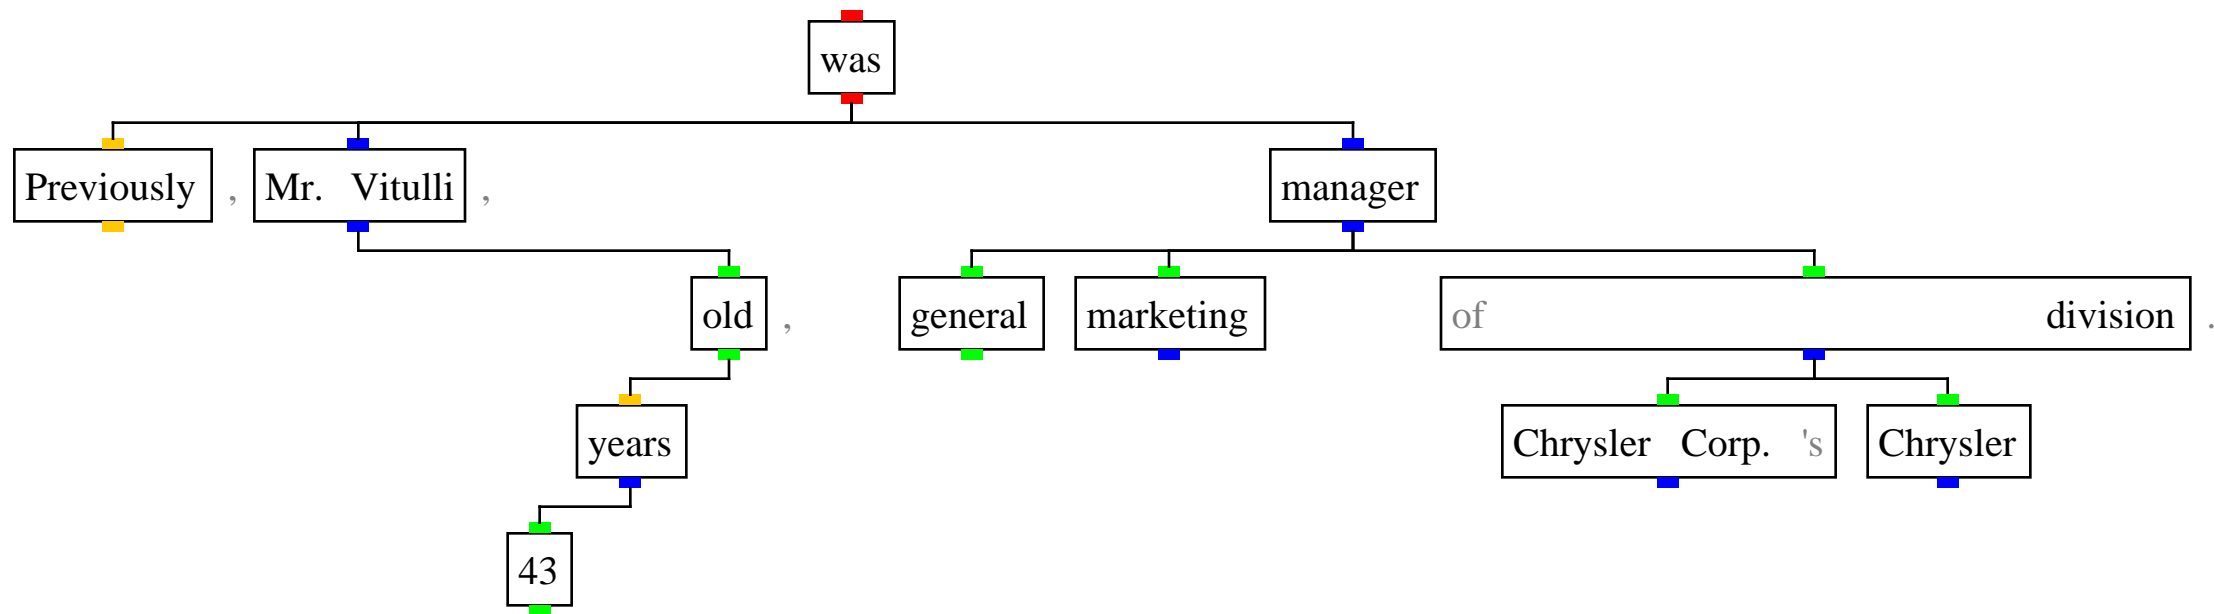 was
Previously , Mr. Vitulli , manager
old , general marketing of division .
years Chrysler Corp. 's Chrysler
43